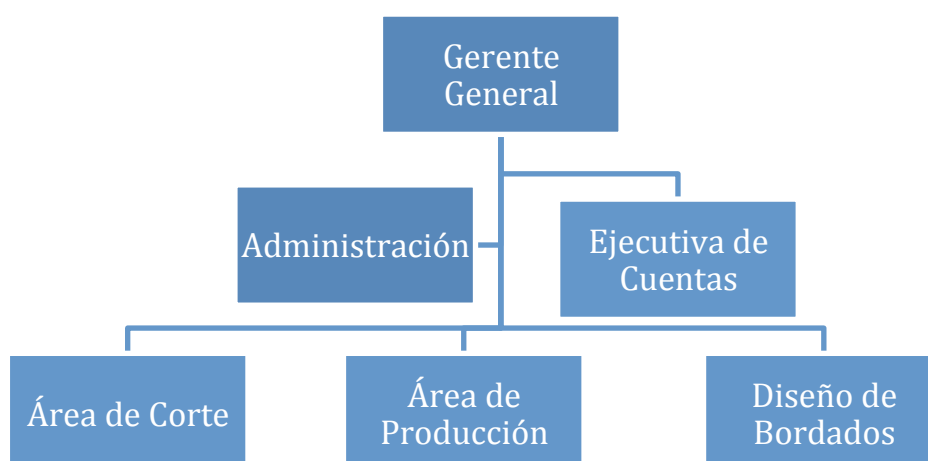 Gerente
General
Administración
Ejecutiva de
Cuentas
Área de Corte
Área de
Producción
Diseño de
Bordados